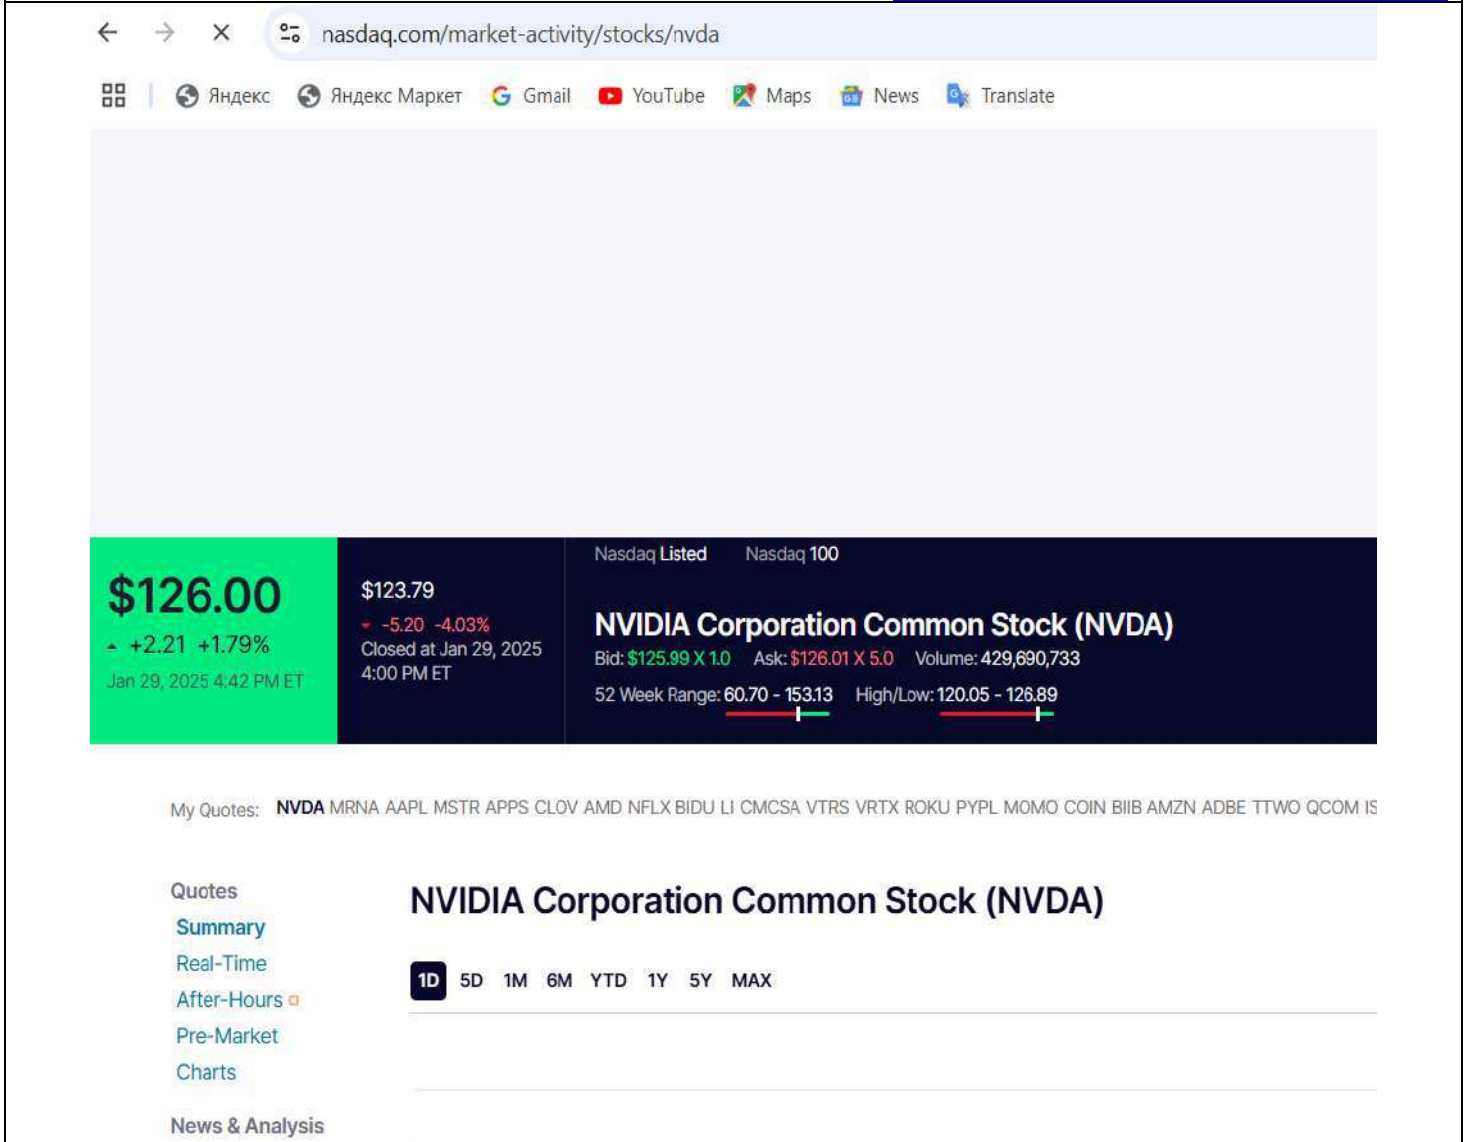 nasdaq.com/market-activity/stocks/nvda
Яндекс Яндекс Маркет Gmail YouTube Maps News Translate
Nasdaq Listed Nasdaq 100
$126.00
+2.21 +1.79%
Jan 29, 2025 4:42 PM ET
$123.79
-5.20 -4.03%
Closed at Jan 29, 2025
4:00 PM ET
NVIDIA Corporation Common Stock (NVDA)
Bid: $125.99 X 1.0 Ask: $126.01 X 5.0 Volume: 429,690,733
52 Week Range: 60.70 - 153.13 High/Low: 120.05 - 126.89
My Quotes: NVDA MRNA AAPL MSTR APPS CLOV AMD NFLX BIDU LI CMCSA VTRS VRTX ROKU PYPL MOMO COIN BIIB AMZN ADBE TTWO QCOM IS
Quotes
Summary
Real-Time
After-Hours
Pre-Market
Charts
News & Analysis
NVIDIA Corporation Common Stock (NVDA)
1D 5D 1M 6M YTD 1Y 5Y MAX